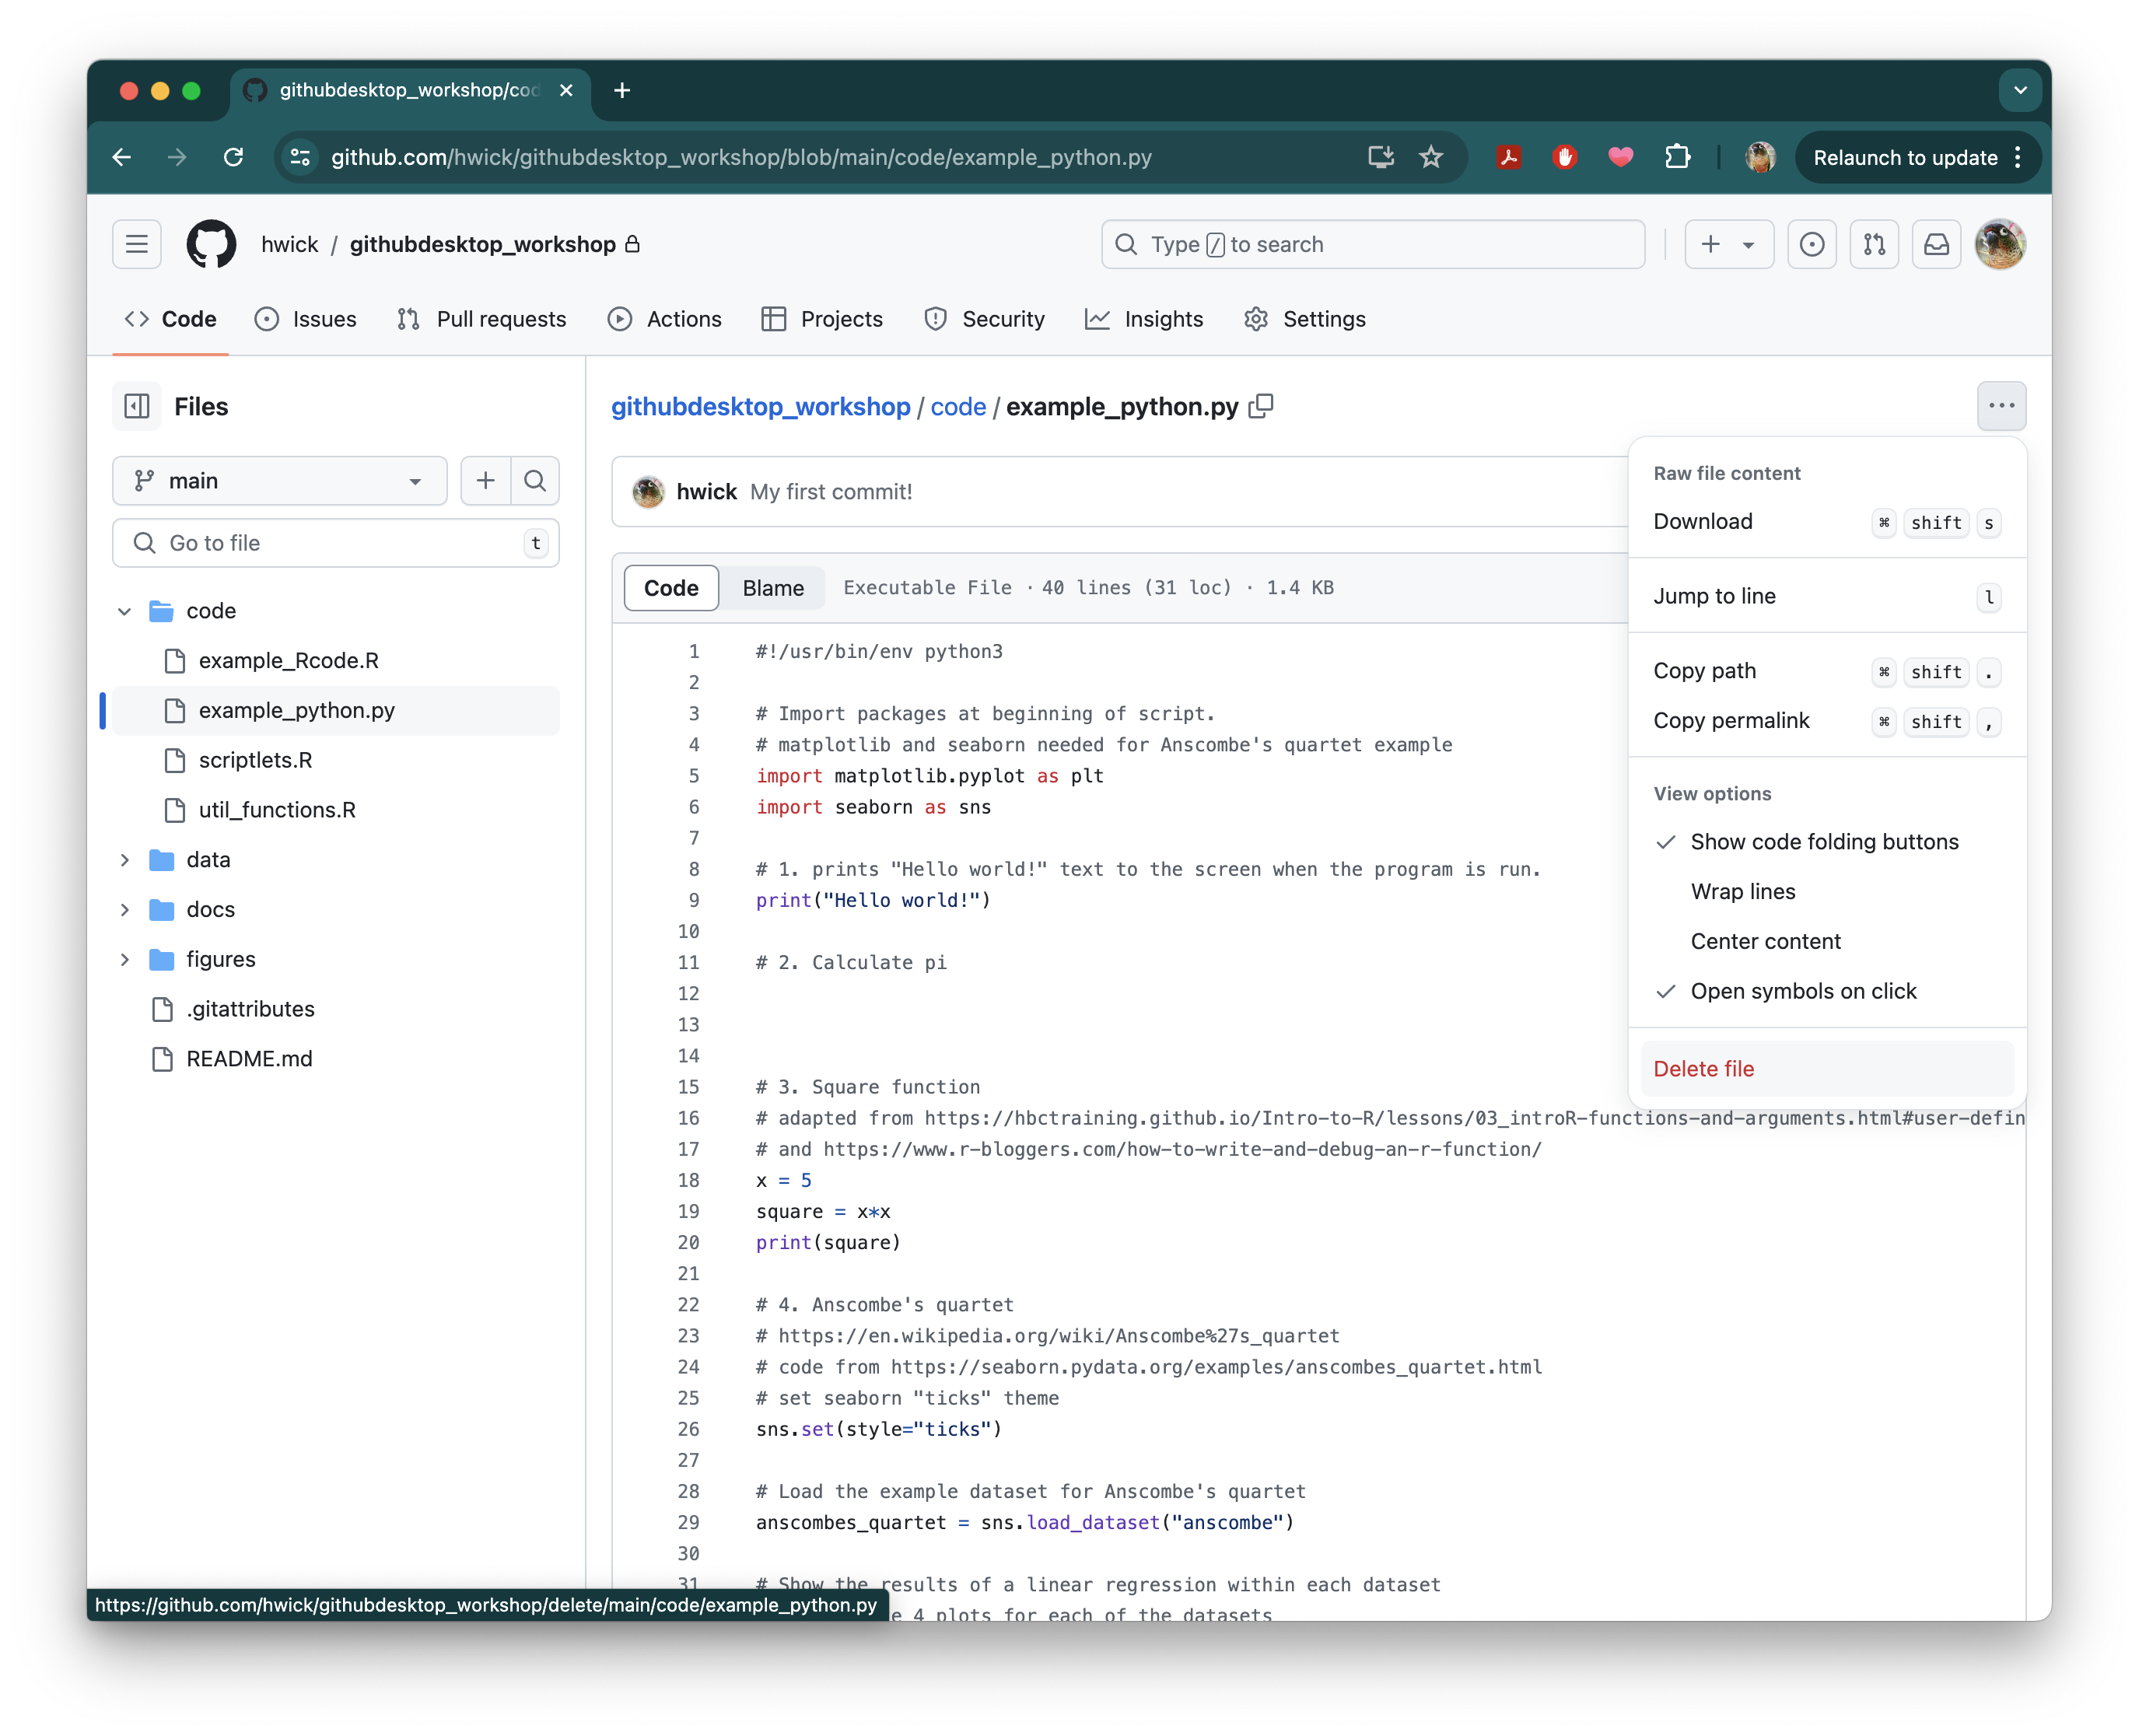 githubdesktop_workshop/cod
github.com/hwick/githubdesktop_workshop/blob/main/code/example_python.py
Relaunch to update
hwick / githubdesktop_workshop
Type / to search
Code
Issues
Pull requests
Actions
Projects
Security
Insights
Settings
Files
main
Go to file
t
code
example_Rcode.R
example_python.py
scriptlets.R
util_functions.R
data
docs
figures
.gitattributes
README.md
githubdesktop_workshop / code / example_python.py
hwick My first commit!
Code Blame Executable File · 40 lines (31 loc) · 1.4 KB
1 #!/usr/bin/env python3
2
3 # Import packages at beginning of script.
4 # matplotlib and seaborn needed for Anscombe's quartet example
5 import matplotlib.pyplot as plt
6 import seaborn as sns
7
8 # 1. prints "Hello world!" text to the screen when the program is run.
9 print("Hello world!")
10
11 # 2. Calculate pi
12
13
14
15 # 3. Square function
16 # adapted from https://hbctraining.github.io/Intro-to-R/lessons/03_introR-functions-and-arguments.html#user-defin
17 # and https://www.r-bloggers.com/how-to-write-and-debug-an-r-function/
18 x = 5
19 square = x*x
20 print(square)
21
22 # 4. Anscombe's quartet
23 # https://en.wikipedia.org/wiki/Anscombe%27s_quartet
24 # code from https://seaborn.pydata.org/examples/anscombes_quartet.html
25 # set seaborn "ticks" theme
26 sns.set(style="ticks")
27
28 # Load the example dataset for Anscombe's quartet
29 anscombes_quartet = sns.load_dataset("anscombe")
30
31 # Show the results of a linear regression within each dataset
4 plots for each of the datasets
Raw file content
Download ⌘ shift s
Jump to line l
Copy path ⌘ shift .
Copy permalink ⌘ shift ,
View options
Show code folding buttons
Wrap lines
Center content
Open symbols on click
Delete file
https://github.com/hwick/githubdesktop_workshop/delete/main/code/example_python.py